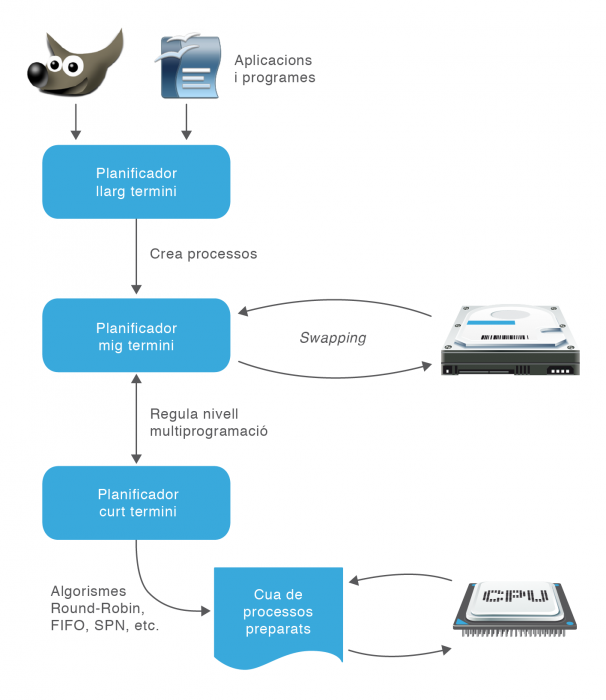 Aplicacions
i programes
Planificador
llarg termini
Crea processos
Planificador
mig termini
Swapping
Regula nivell
multiprogramació
Planificador
curt termini
Algorismes
Round-Robin,
FIFO, SPN, etc.
Cua de
processos
preparats
CPU